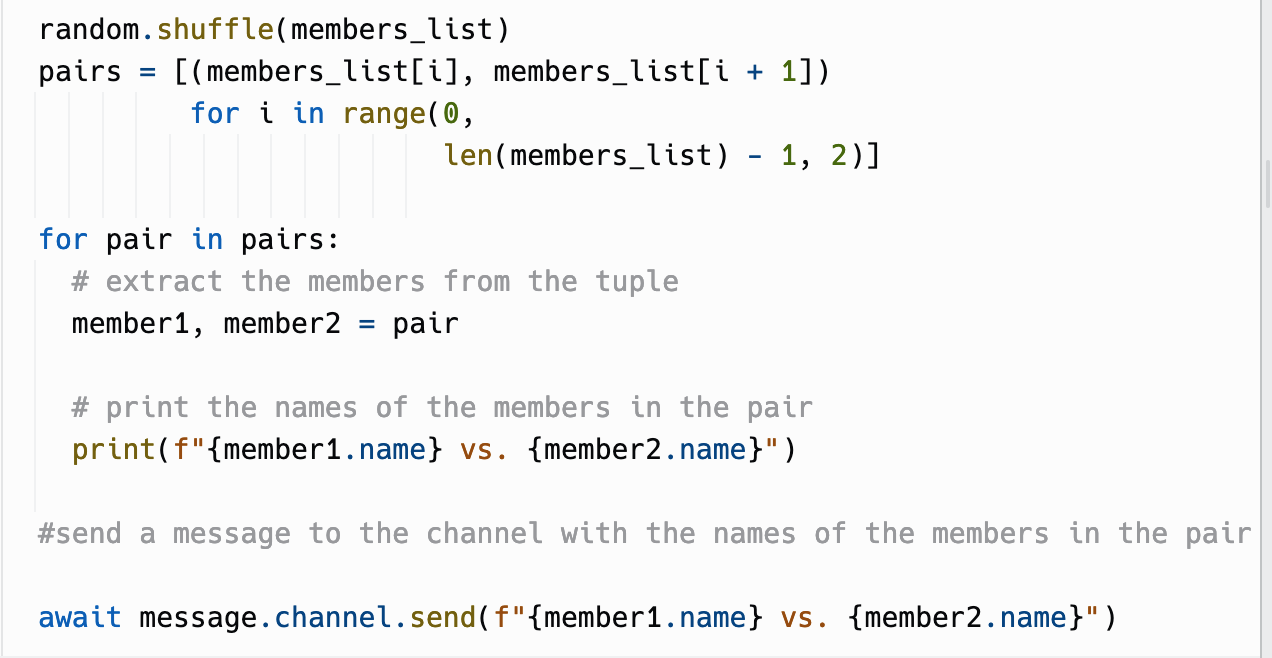 random.shuffle(members_list)
pairs = [(members_list[i], members_list[i + 1])
         for i in range(0,
                        len(members_list) - 1, 2)]

for pair in pairs:
  # extract the members from the tuple
  member1, member2 = pair

  # print the names of the members in the pair
  print(f"{member1.name} vs. {member2.name}")

#send a message to the channel with the names of the members in the pair

await message.channel.send(f"{member1.name} vs. {member2.name}")